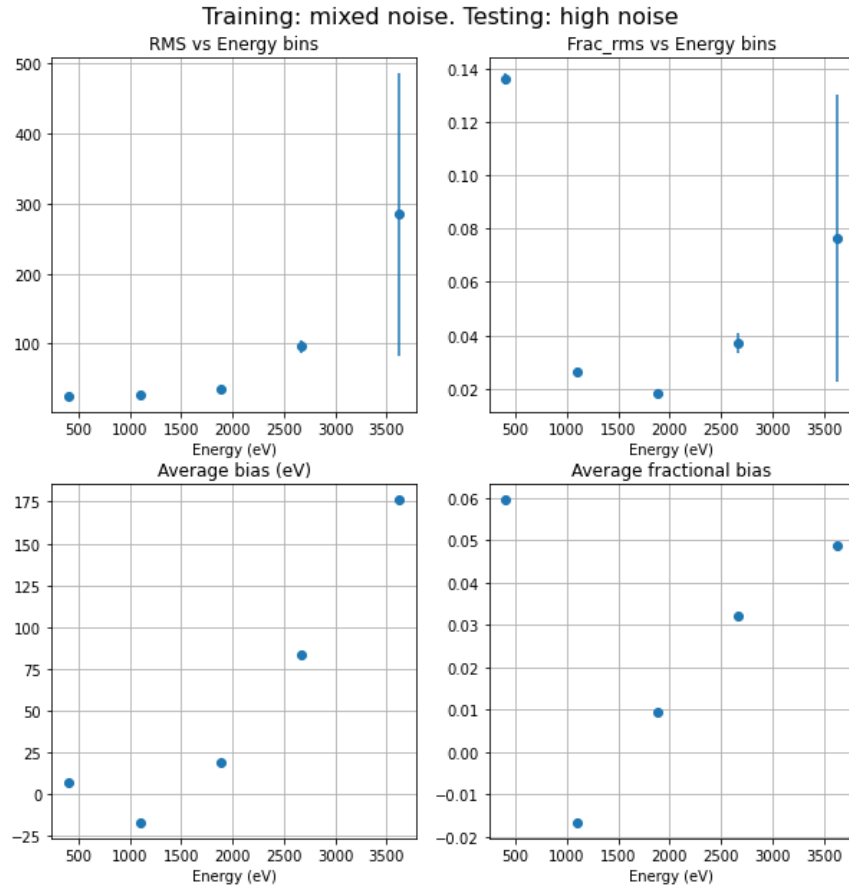 Training: mixed noise. Testing: high noise
RMS vs Energy bins
500
400
300
200
100
500 1000 1500 2000 2500 3000 3500
Energy (eV)
Frac_rms vs Energy bins
0.14
0.12
0.10
0.08
0.06
0.04
0.02
500 1000 1500 2000 2500 3000 3500
Energy (eV)
Average bias (eV)
175
150
125
100
75
50
25
0
−25
500 1000 1500 2000 2500 3000 3500
Energy (eV)
Average fractional bias
0.06
0.05
0.04
0.03
0.02
0.01
0.00
−0.01
−0.02
500 1000 1500 2000 2500 3000 3500
Energy (eV)